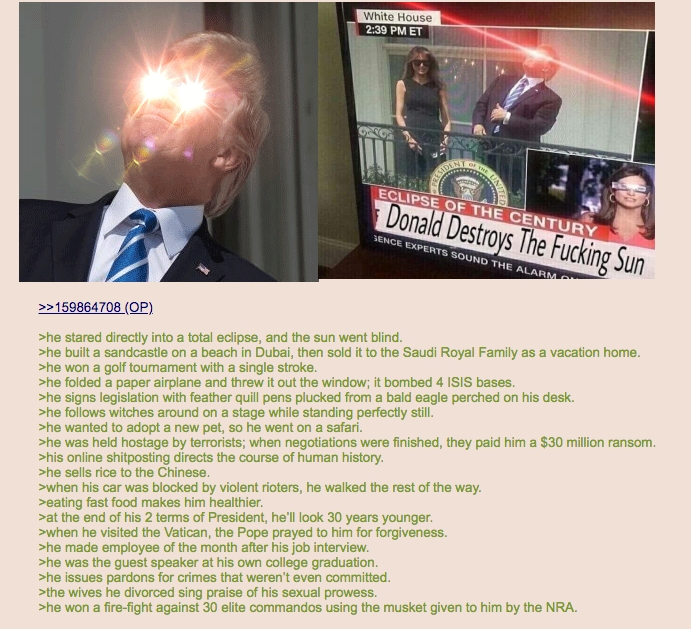 White House
2:39 PM ET
PRESIDENT OF THE UNITED
ECLIPSE OF THE CENTURY
Donald Destroys The Fucking Sun
ENCE EXPERTS SOUND THE ALARM ON
>>159864708 (OP)
>he stared directly into a total eclipse, and the sun went blind.
>he built a sandcastle on a beach in Dubai, then sold it to the Saudi Royal Family as a vacation home.
>he won a golf tournament with a single stroke.
>he folded a paper airplane and threw it out the window; it bombed 4 ISIS bases.
>he signs legislation with feather quill pens plucked from a bald eagle perched on his desk.
>he follows witches around on a stage while standing perfectly still.
>he wanted to adopt a new pet, so he went on a safari.
>he was held hostage by terrorists; when negotiations were finished, they paid him a $30 million ransom.
>his online shitposting directs the course of human history.
>he sells rice to the Chinese.
>when his car was blocked by violent rioters, he walked the rest of the way.
>eating fast food makes him healthier.
>at the end of his 2 terms of President, he'll look 30 years younger.
>when he visited the Vatican, the Pope prayed to him for forgiveness.
>he made employee of the month after his job interview.
>he was the guest speaker at his own college graduation.
>he issues pardons for crimes that weren't even committed.
>the wives he divorced sing praise of his sexual prowess.
>he won a fire-fight against 30 elite commandos using the musket given to him by the NRA.